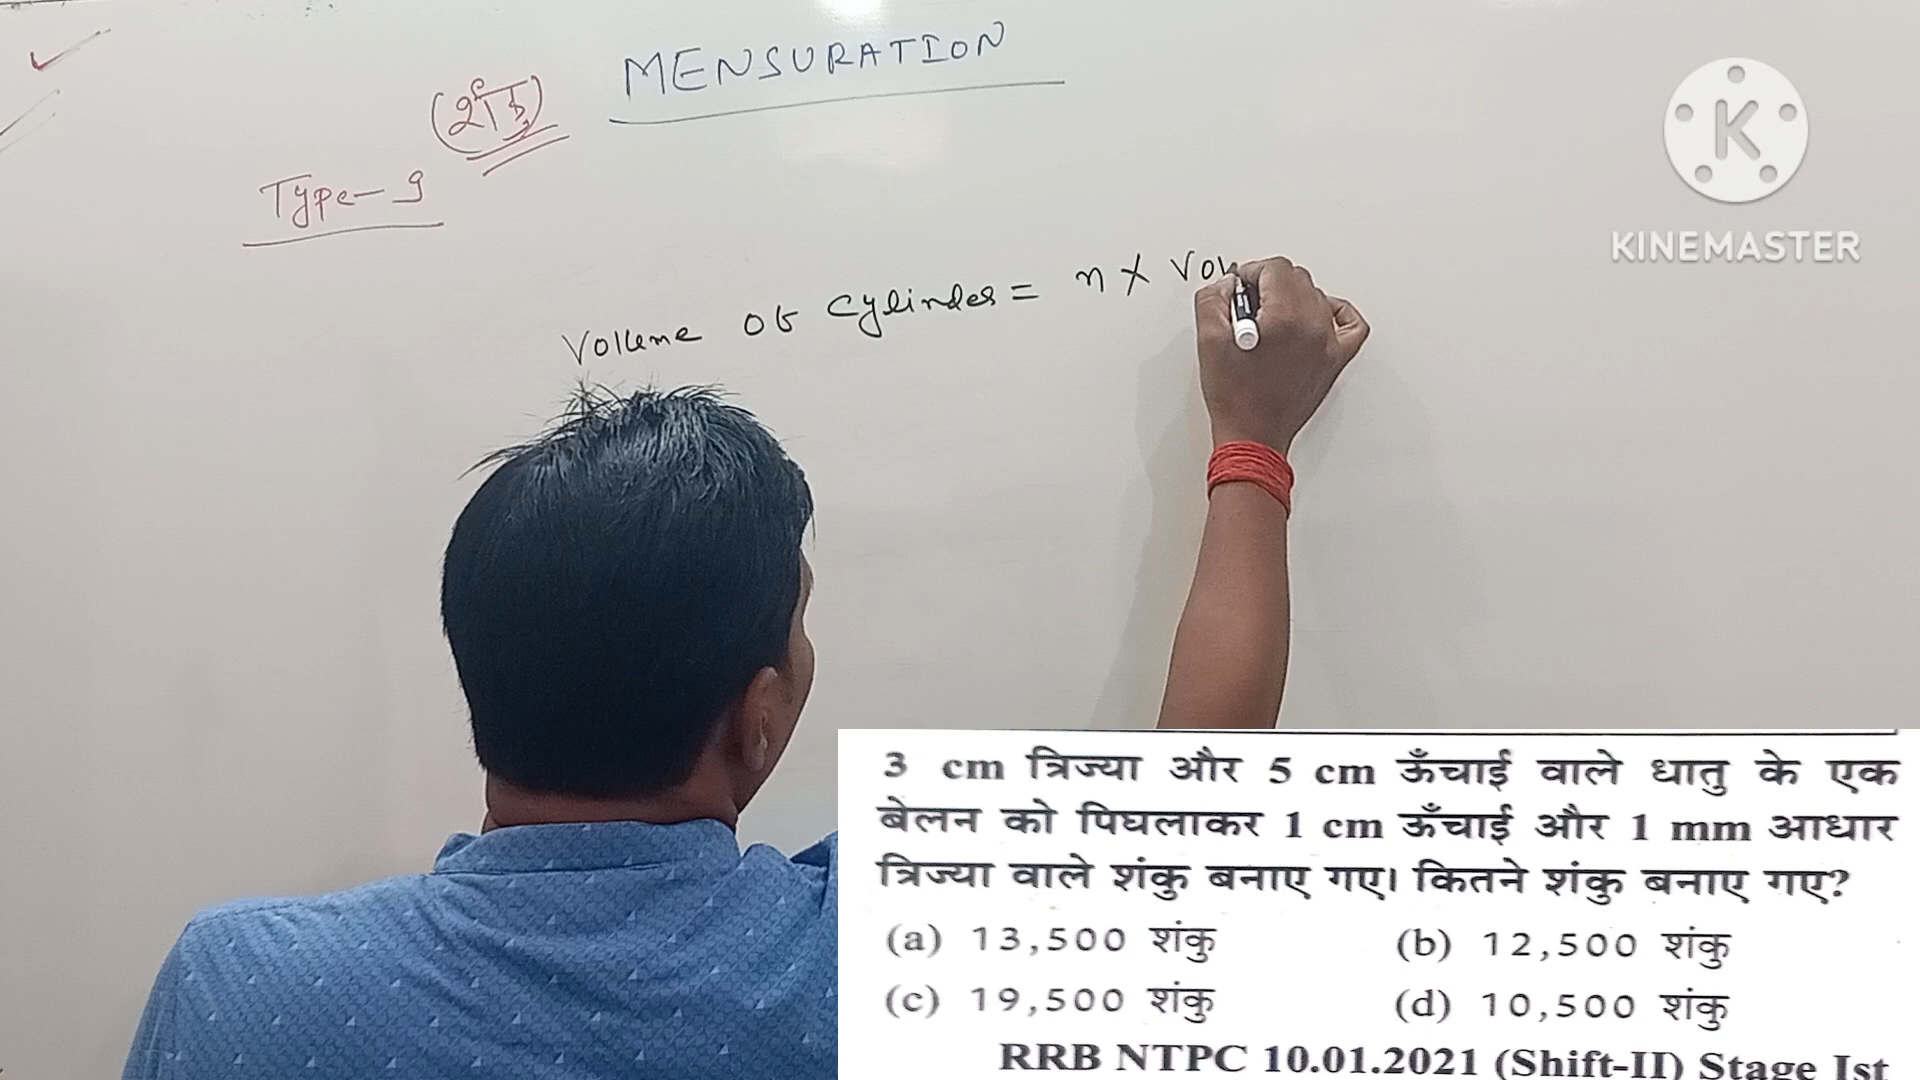 MENSURATION
(शंकु)
Type-9
Volume of Cylinder = n X Vol
K
KINEMASTER
3 cm त्रिज्या और 5 cm ऊँचाई वाले धातु के एक
बेलन को पिघलाकर 1 cm ऊँचाई और 1 mm आधार
त्रिज्या वाले शंकु बनाए गए। कितने शंकु बनाए गए?
(a) 13,500 शंकु (b) 12,500 शंकु
(c) 19,500 शंकु (d) 10,500 शंकु
RRB NTPC 10.01.2021 (Shift-II) Stage Ist